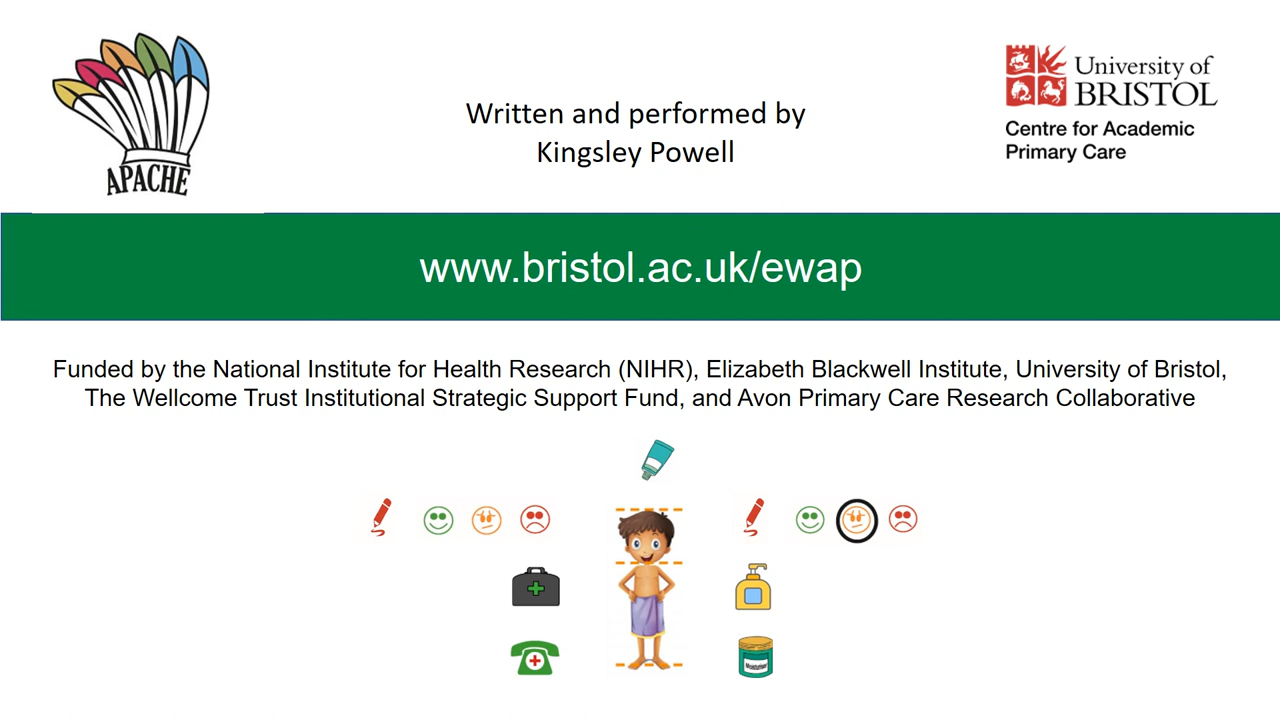 APACHE
Written and performed by
Kingsley Powell
University of
BRISTOL
Centre for Academic
Primary Care
www.bristol.ac.uk/ewap
Funded by the National Institute for Health Research (NIHR), Elizabeth Blackwell Institute, University of Bristol,
The Wellcome Trust Institutional Strategic Support Fund, and Avon Primary Care Research Collaborative
Moisturiser